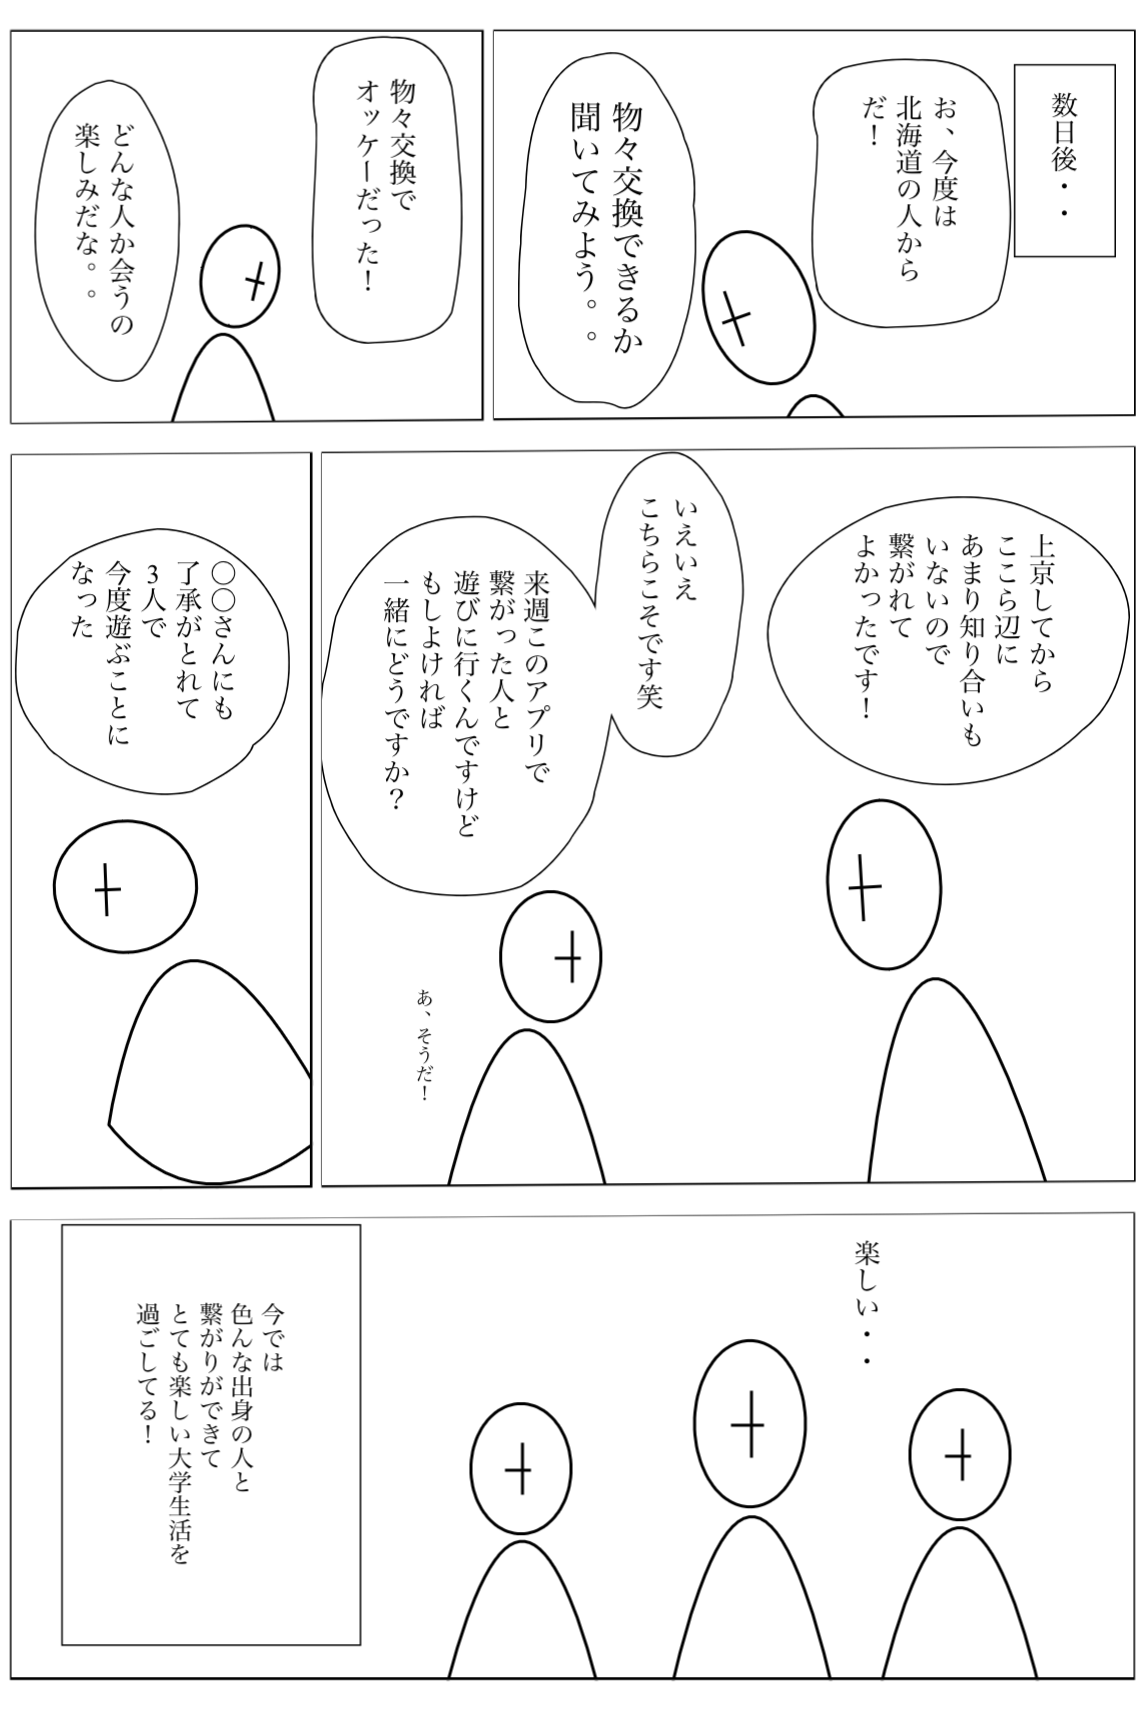 数日後・・
お、今度は
北海道の人から
だ！
物々交換できるか
聞いてみよう。。
物々交換で
オッケーだった！
どんな人か会うの
楽しみだな。。
上京してから
ここら辺に
あまり知り合いも
いないので
繋がれて
よかったです！
いえいえ
こちらこそです笑
来週このアプリで
繋がった人と
遊びに行くんですけど
もしよければ
一緒にどうですか？
あ、そうだ！
〇〇さんにも
了承がとれて
3人で
今度遊ぶことに
なった
楽しい・・
今では
色んな出身の人と
繋がりができて
とても楽しい大学生活を
過ごしてる！